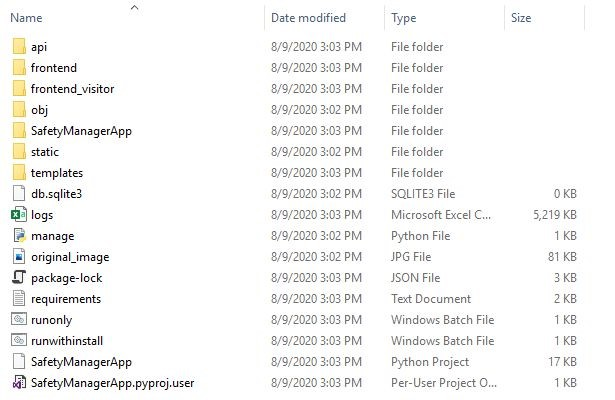 Name Date modified Type Size
api 8/9/2020 3:03 PM File folder
frontend 8/9/2020 3:03 PM File folder
frontend_visitor 8/9/2020 3:03 PM File folder
obj 8/9/2020 3:02 PM File folder
SafetyManagerApp 8/9/2020 3:03 PM File folder
static 8/9/2020 3:02 PM File folder
templates 8/9/2020 3:03 PM File folder
db.sqlite3 8/9/2020 3:02 PM SQLITE3 File 0 KB
logs 8/9/2020 3:03 PM Microsoft Excel C... 5,219 KB
manage 8/9/2020 3:02 PM Python File 1 KB
original_image 8/9/2020 3:02 PM JPG File 81 KB
package-lock 8/9/2020 3:03 PM JSON File 3 KB
requirements 8/9/2020 3:03 PM Text Document 2 KB
runonly 8/9/2020 3:03 PM Windows Batch File 1 KB
runwithinstall 8/9/2020 3:03 PM Windows Batch File 1 KB
SafetyManagerApp 8/9/2020 3:03 PM Python Project 17 KB
SafetyManagerApp.pyproj.user 8/9/2020 3:03 PM Per-User Project O... 1 KB